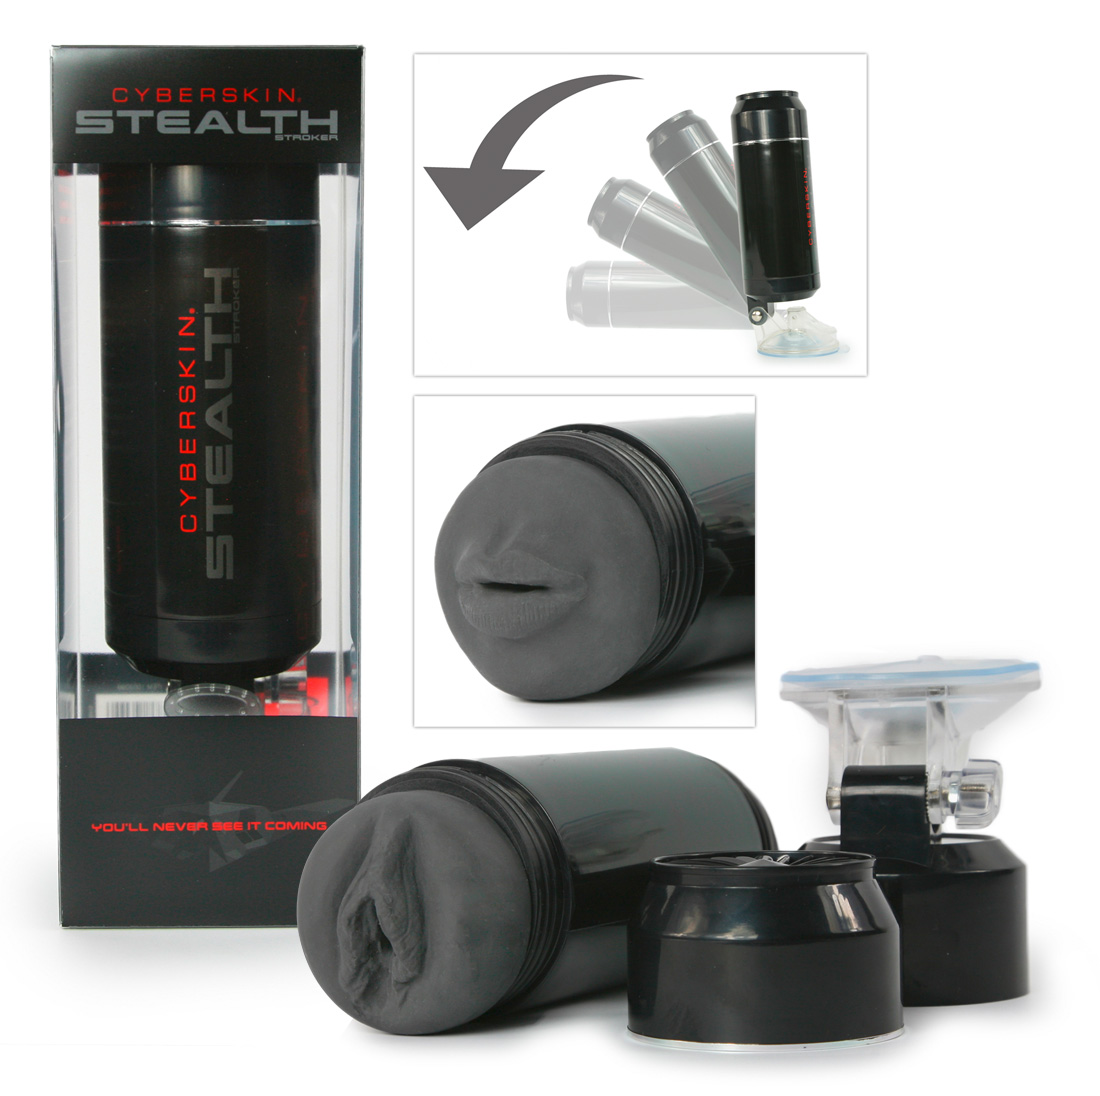 CYBERSKIN®
STEALTH
STROKER
CYBERSKIN®
STEALTH
STROKER
YOU'LL NEVER SEE IT COMING
CYBERSKIN